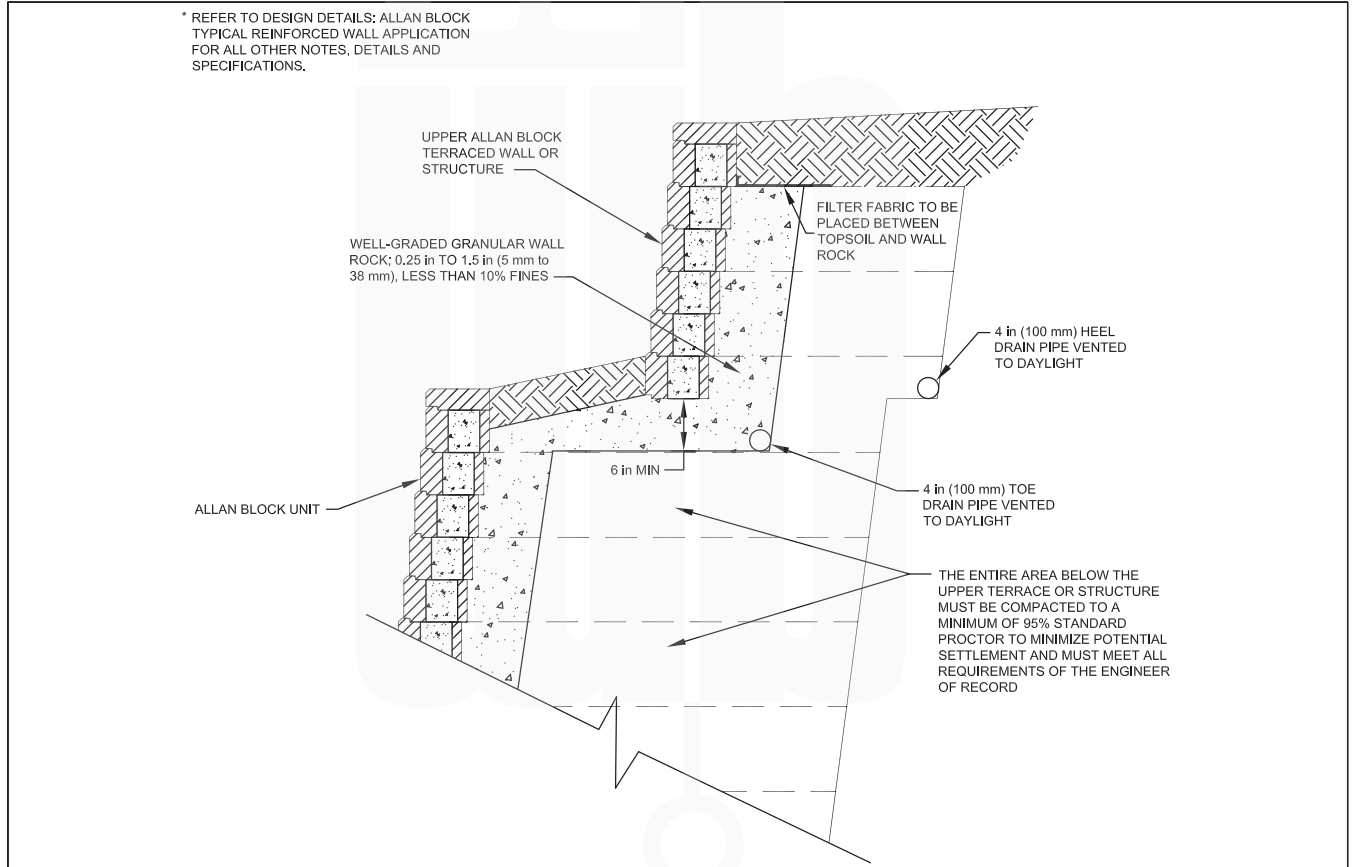 * REFER TO DESIGN DETAILS: ALLAN BLOCK
TYPICAL REINFORCED WALL APPLICATION
FOR ALL OTHER NOTES, DETAILS AND
SPECIFICATIONS.
UPPER ALLAN BLOCK
TERRACED WALL OR
STRUCTURE
WELL-GRADED GRANULAR WALL
ROCK; 0.25 in TO 1.5 in (5 mm to
38 mm), LESS THAN 10% FINES
FILTER FABRIC TO BE
PLACED BETWEEN
TOPSOIL AND WALL
ROCK
4 in (100 mm) HEEL
DRAIN PIPE VENTED
TO DAYLIGHT
6 in MIN
ALLAN BLOCK UNIT
4 in (100 mm) TOE
DRAIN PIPE VENTED
TO DAYLIGHT
THE ENTIRE AREA BELOW THE
UPPER TERRACE OR STRUCTURE
MUST BE COMPACTED TO A
MINIMUM OF 95% STANDARD
PROCTOR TO MINIMIZE POTENTIAL
SETTLEMENT AND MUST MEET ALL
REQUIREMENTS OF THE ENGINEER
OF RECORD